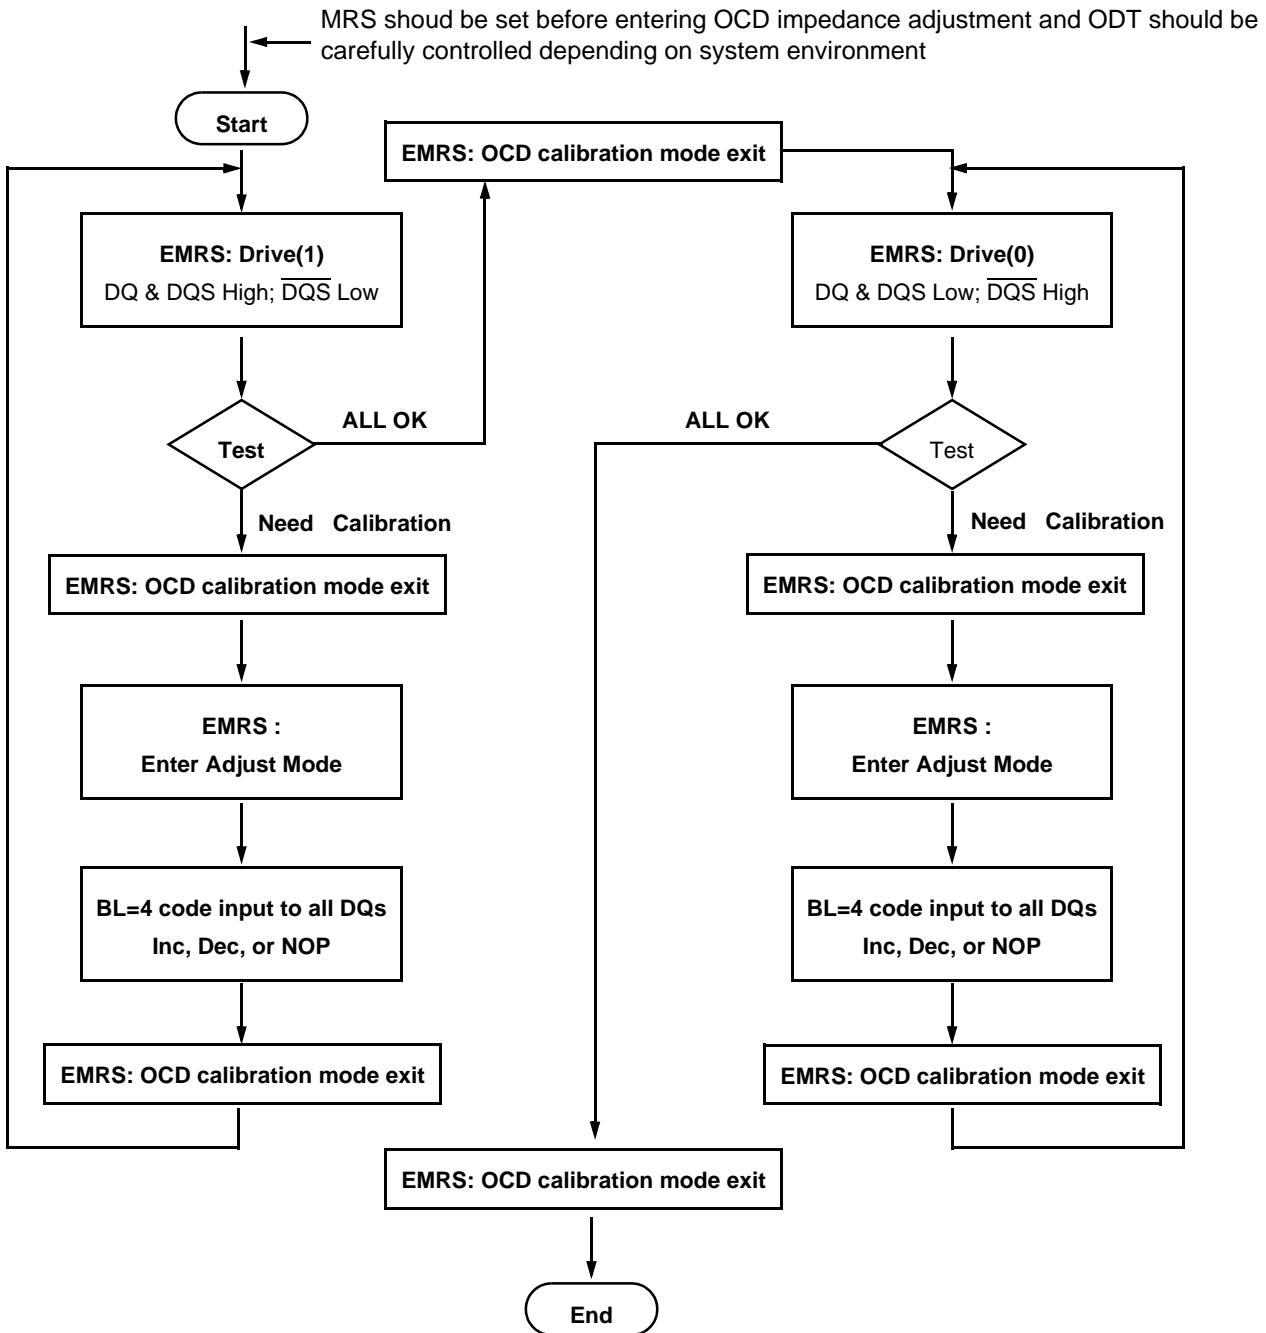 MRS shoud be set before entering OCD impedance adjustment and ODT should be
carefully controlled depending on system environment
Start
EMRS: OCD calibration mode exit
EMRS: Drive(1)
DQ & DQS High; D̅Q̅S̅ Low
EMRS: Drive(0)
DQ & DQS Low; D̅Q̅S̅ High
ALL OK
Test
ALL OK
Test
Need Calibration
Need Calibration
EMRS: OCD calibration mode exit
EMRS: OCD calibration mode exit
EMRS :
Enter Adjust Mode
EMRS :
Enter Adjust Mode
BL=4 code input to all DQs
Inc, Dec, or NOP
BL=4 code input to all DQs
Inc, Dec, or NOP
EMRS: OCD calibration mode exit
EMRS: OCD calibration mode exit
EMRS: OCD calibration mode exit
End